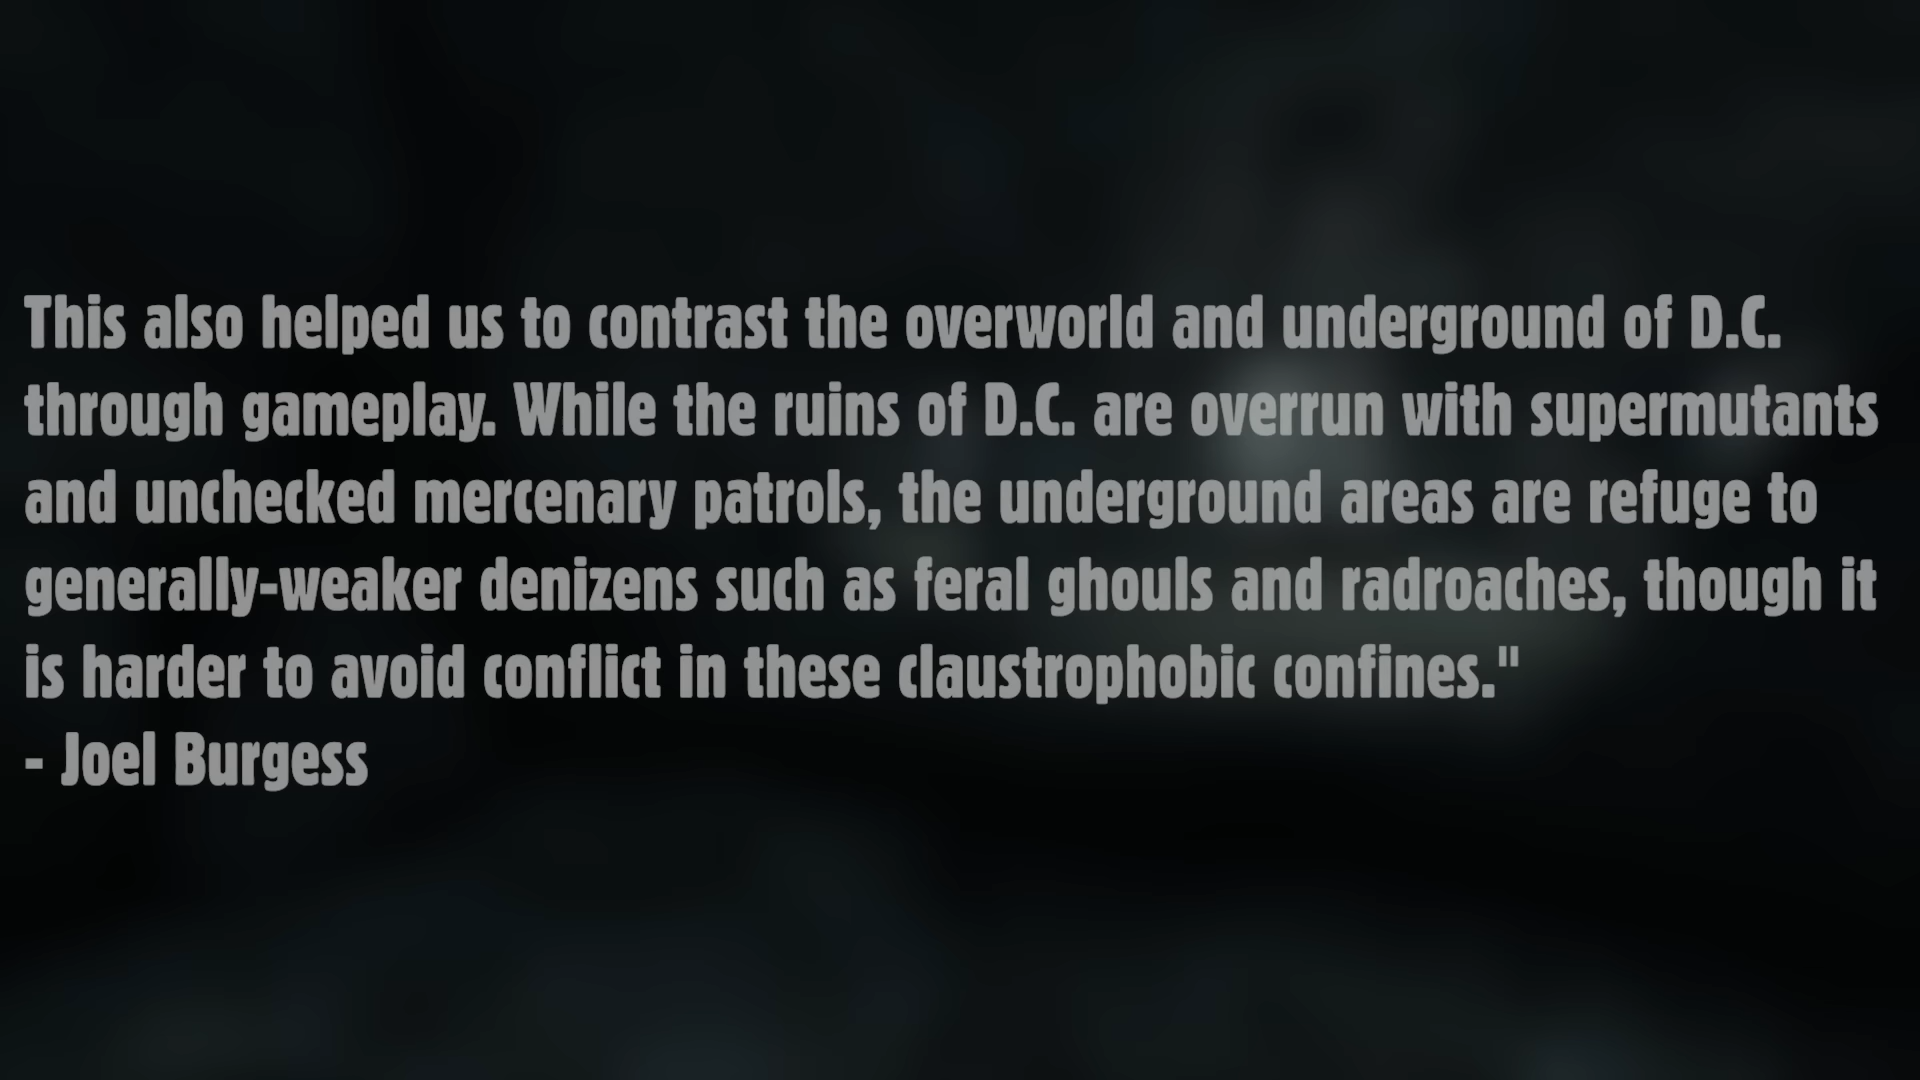 This also helped us to contrast the overworld and underground of D.C.
through gameplay. While the ruins of D.C. are overrun with supermutants
and unchecked mercenary patrols, the underground areas are refuge to
generally-weaker denizens such as feral ghouls and radroaches, though it
is harder to avoid conflict in these claustrophobic confines."
- Joel Burgess